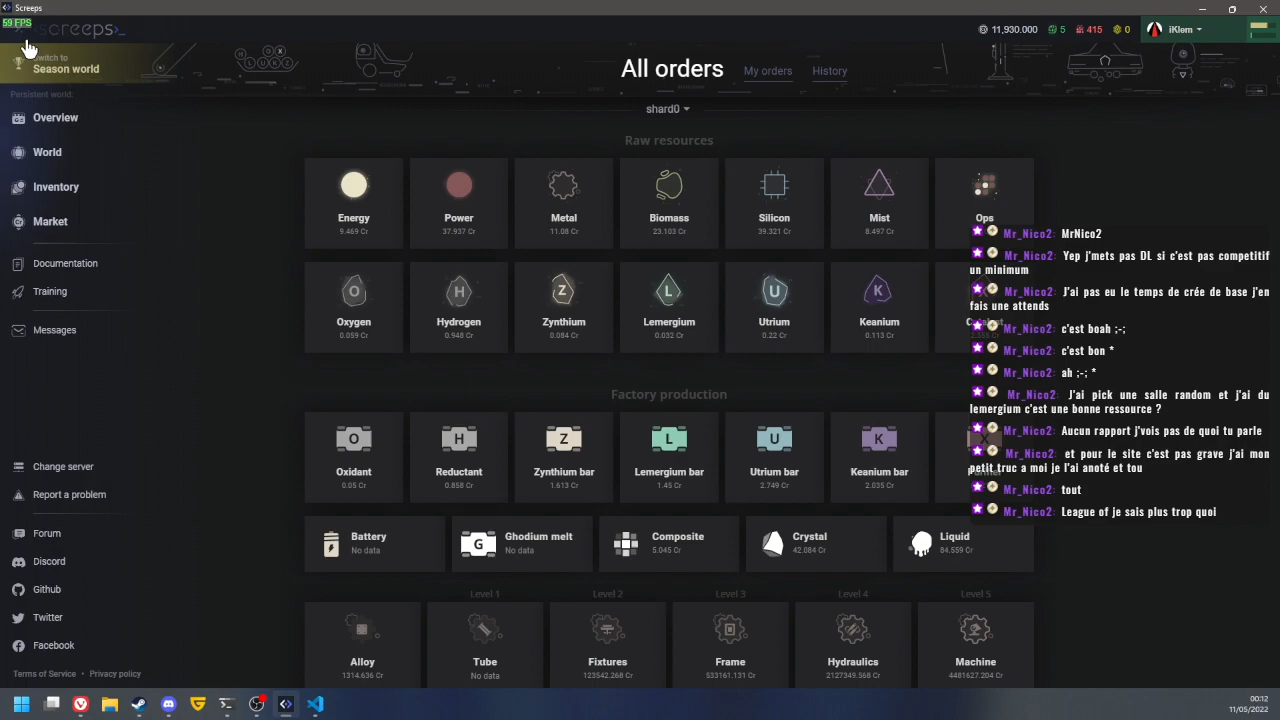 Screeps
59 FPS
screeps
11,930.000
5
415
0
iKlem
Switch to
Season world
All orders
My orders
History
Persistent world:
shard0
Overview
World
Inventory
Market
Documentation
Training
Messages
Change server
Report a problem
Forum
Discord
Github
Twitter
Facebook
Terms of Service • Privacy policy
Raw resources
Energy
9.469 Cr
Power
37.937 Cr
Metal
11.08 Cr
Biomass
23.103 Cr
Silicon
39.321 Cr
Mist
8.497 Cr
Ops
O
Oxygen
0.059 Cr
H
Hydrogen
0.948 Cr
Z
Zynthium
0.084 Cr
L
Lemergium
0.032 Cr
U
Utrium
0.22 Cr
K
Keanium
0.113 Cr
Factory production
O
Oxidant
0.05 Cr
H
Reductant
0.858 Cr
Z
Zynthium bar
1.613 Cr
L
Lemergium bar
1.45 Cr
U
Utrium bar
2.749 Cr
K
Keanium bar
2.035 Cr
X
Battery
No data
G
Ghodium melt
No data
Composite
5.045 Cr
Crystal
42.084 Cr
Liquid
84.559 Cr
Level 1
Level 2
Level 3
Level 4
Level 5
Alloy
1314.636 Cr
Tube
No data
Fixtures
123542.268 Cr
Frame
533161.131 Cr
Hydraulics
2127349.568 Cr
Machine
4481627.204 Cr
Mr_Nico2: MrNico2
Mr_Nico2: Yep j'mets pas DL si c'est pas competitif
un minimum
Mr_Nico2: J'ai pas eu le temps de crée de base j'en
fais une attends
Mr_Nico2: c'est boah ;-;
Mr_Nico2: c'est bon *
Mr_Nico2: ah ;-; *
Mr_Nico2: J'ai pick une salle random et j'ai du
lemergium c'est une bonne ressource ?
Mr_Nico2: Aucun rapport j'vois pas de quoi tu parle
Mr_Nico2: et pour le site c'est pas grave j'ai mon
petit truc a moi je l'ai anoté et tou
Mr_Nico2: tout
Mr_Nico2: League of je sais plus trop quoi
00:12
11/05/2022